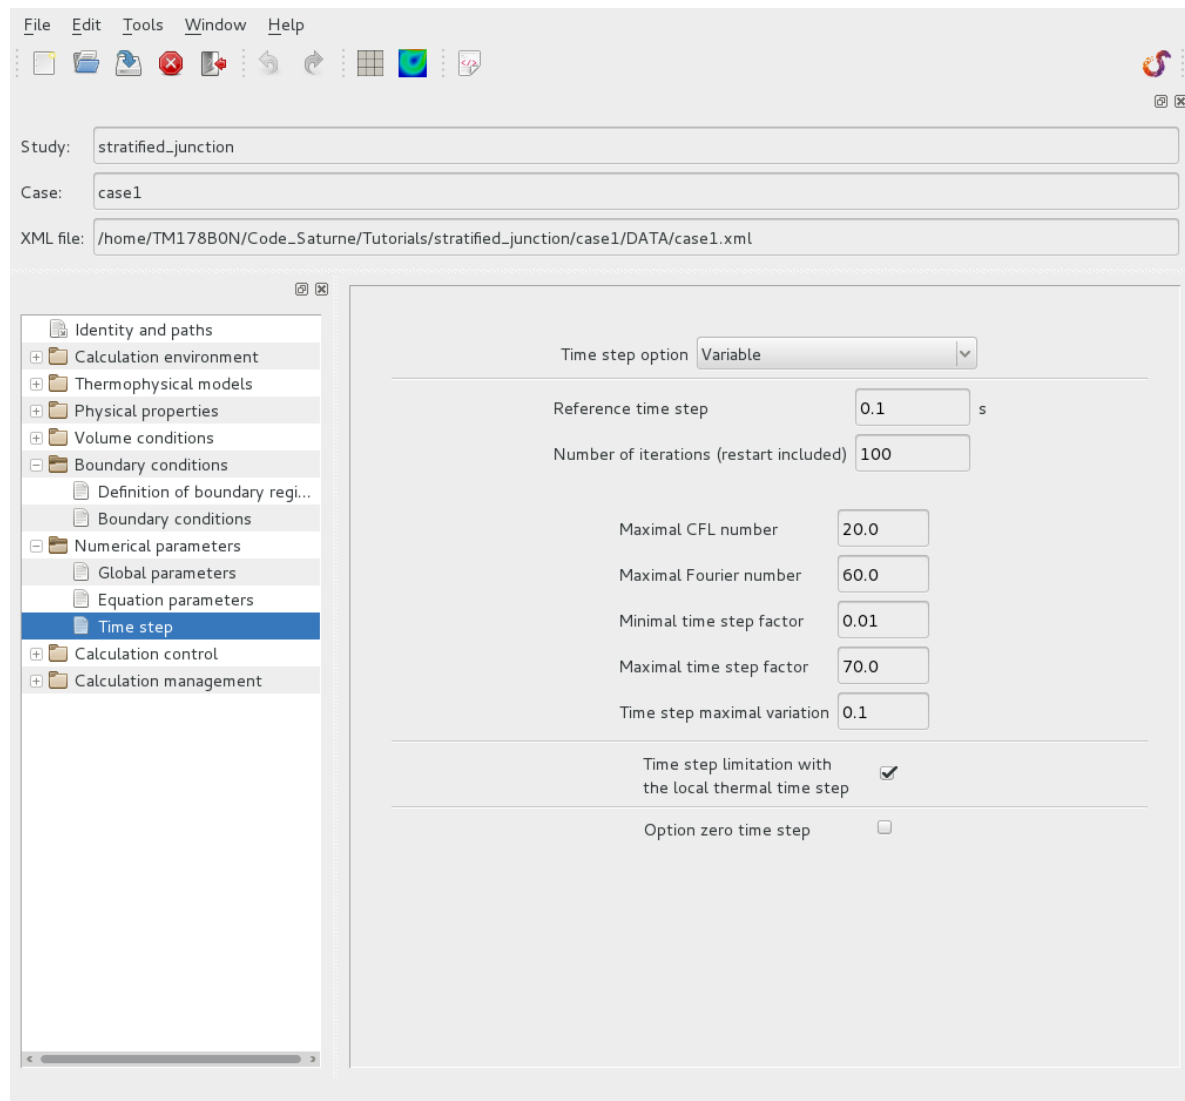 File Edit Tools Window Help
Study: stratified_junction
Case: case1
XML file: /home/TM178B0N/Code_Saturne/Tutorials/stratified_junction/case1/DATA/case1.xml
Identity and paths
Calculation environment
Thermophysical models
Physical properties
Volume conditions
Boundary conditions
Definition of boundary regi...
Boundary conditions
Numerical parameters
Global parameters
Equation parameters
Time step
Calculation control
Calculation management
Time step option Variable
Reference time step 0.1 s
Number of iterations (restart included) 100
Maximal CFL number 20.0
Maximal Fourier number 60.0
Minimal time step factor 0.01
Maximal time step factor 70.0
Time step maximal variation 0.1
Time step limitation with
the local thermal time step
Option zero time step